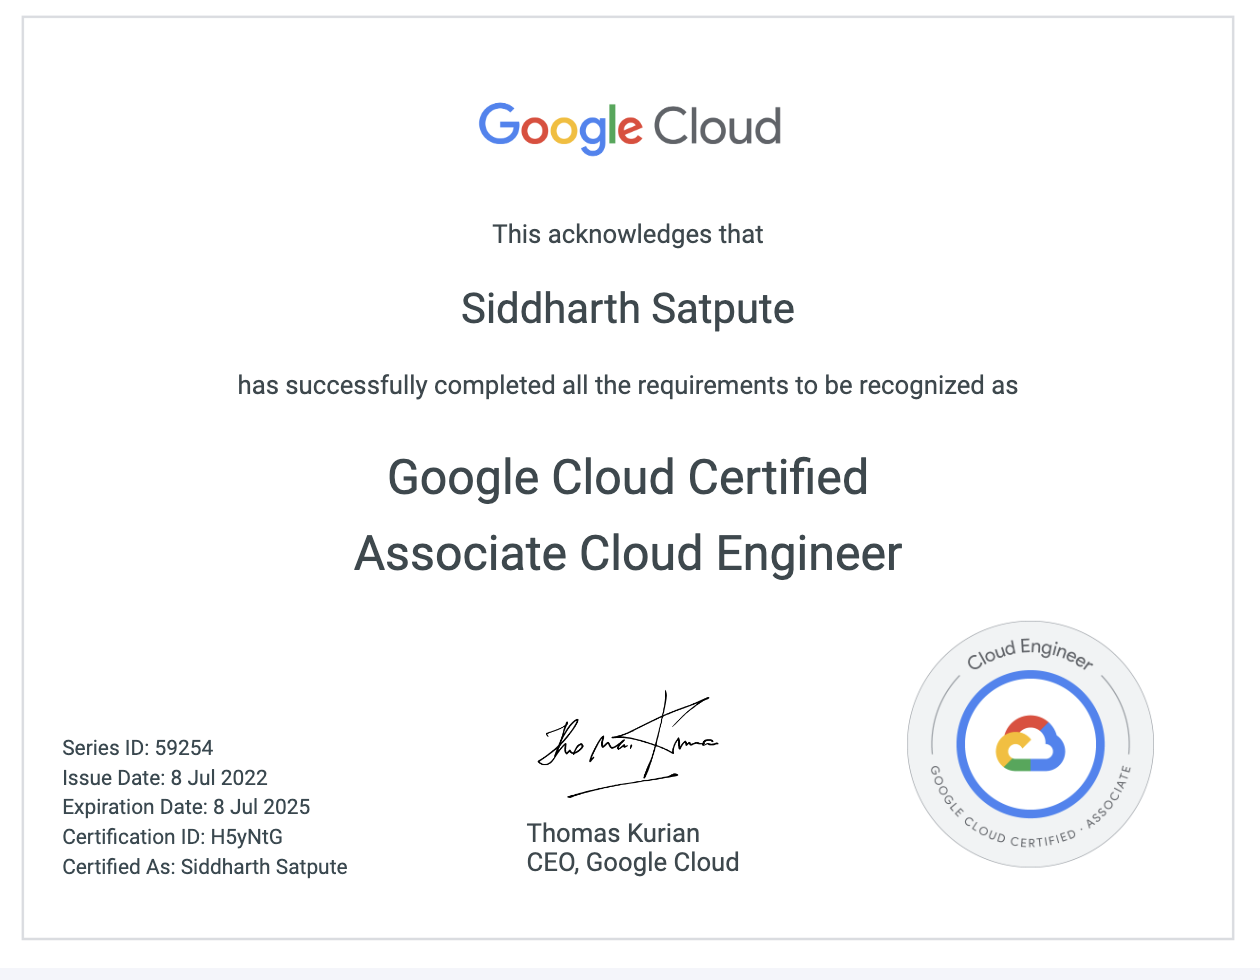 Google Cloud
This acknowledges that
Siddharth Satpute
has successfully completed all the requirements to be recognized as
Google Cloud Certified
Associate Cloud Engineer
Series ID: 59254
Issue Date: 8 Jul 2022
Expiration Date: 8 Jul 2025
Certification ID: H5yNtG
Certified As: Siddharth Satpute
Thomas Kurian
CEO, Google Cloud
Cloud Engineer
GOOGLE CLOUD CERTIFIED · ASSOCIATE